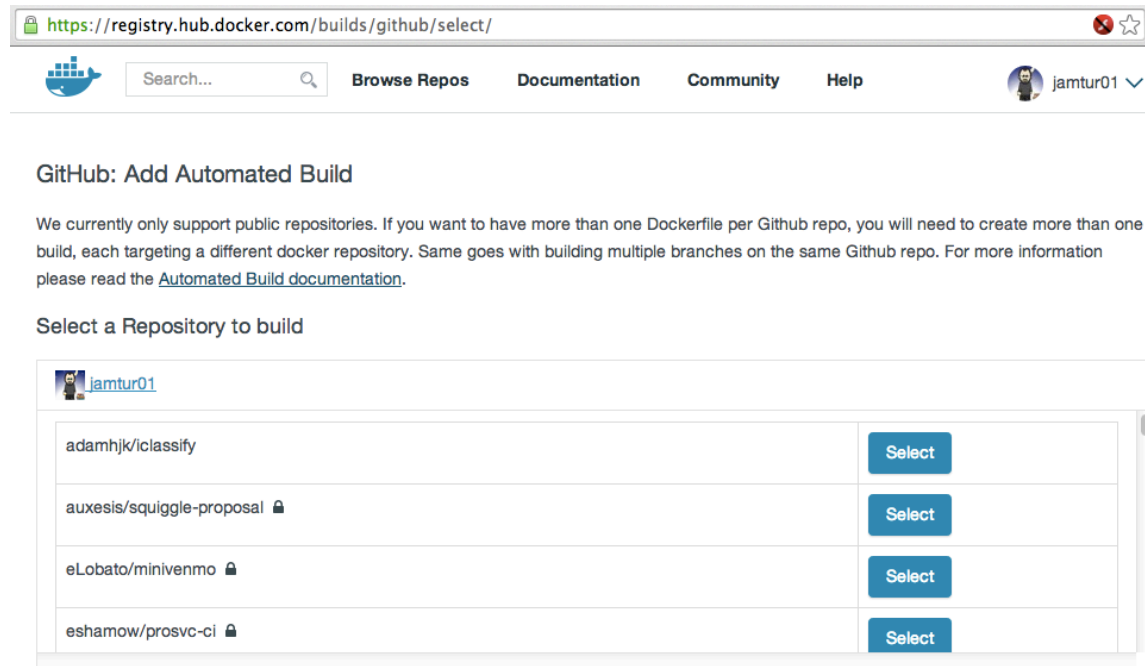 https://registry.hub.docker.com/builds/github/select/
Search... Browse Repos Documentation Community Help jamtur01
GitHub: Add Automated Build
We currently only support public repositories. If you want to have more than one Dockerfile per Github repo, you will need to create more than one
build, each targeting a different docker repository. Same goes with building multiple branches on the same Github repo. For more information
please read the Automated Build documentation.
Select a Repository to build
jamtur01
adamhjk/iclassify Select
auxesis/squiggle-proposal Select
eLobato/minivenmo Select
eshamow/prosvc-ci Select